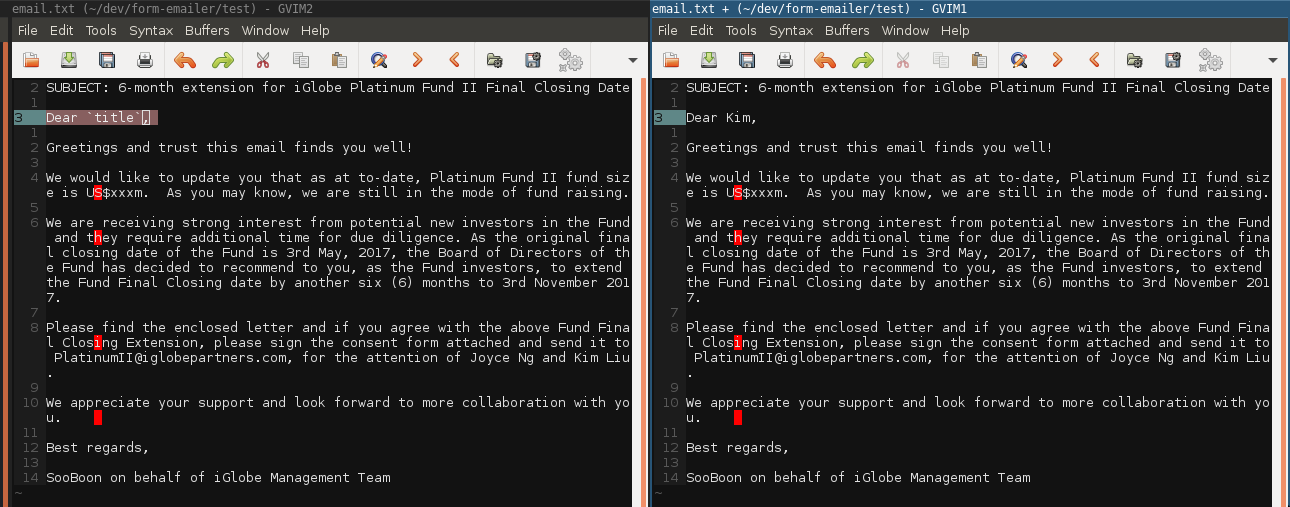 email.txt (~/dev/form-emailer/test) - GVIM2
File Edit Tools Syntax Buffers Window Help
2 SUBJECT: 6-month extension for iGlobe Platinum Fund II Final Closing Date
1
3 Dear `title`,
1
2 Greetings and trust this email finds you well!
3
4 We would like to update you that as at to-date, Platinum Fund II fund siz
e is US$xxxm.  As you may know, we are still in the mode of fund raising.
5
6 We are receiving strong interest from potential new investors in the Fund
and they require additional time for due diligence. As the original fina
l closing date of the Fund is 3rd May, 2017, the Board of Directors of th
e Fund has decided to recommend to you, as the Fund investors, to extend
the Fund Final Closing date by another six (6) months to 3rd November 201
7.
7
8 Please find the enclosed letter and if you agree with the above Fund Fina
l Closing Extension, please sign the consent form attached and send it to
PlatinumII@iglobepartners.com, for the attention of Joyce Ng and Kim Liu
.
9
10 We appreciate your support and look forward to more collaboration with yo
u.
11
12 Best regards,
13
14 SooBoon on behalf of iGlobe Management Team
~
email.txt + (~/dev/form-emailer/test) - GVIM1
File Edit Tools Syntax Buffers Window Help
2 SUBJECT: 6-month extension for iGlobe Platinum Fund II Final Closing Date
1
3 Dear Kim,
1
2 Greetings and trust this email finds you well!
3
4 We would like to update you that as at to-date, Platinum Fund II fund siz
e is US$xxxm.  As you may know, we are still in the mode of fund raising.
5
6 We are receiving strong interest from potential new investors in the Fund
and they require additional time for due diligence. As the original fina
l closing date of the Fund is 3rd May, 2017, the Board of Directors of th
e Fund has decided to recommend to you, as the Fund investors, to extend
the Fund Final Closing date by another six (6) months to 3rd November 201
7.
7
8 Please find the enclosed letter and if you agree with the above Fund Fina
l Closing Extension, please sign the consent form attached and send it to
PlatinumII@iglobepartners.com, for the attention of Joyce Ng and Kim Liu
.
9
10 We appreciate your support and look forward to more collaboration with yo
u.
11
12 Best regards,
13
14 SooBoon on behalf of iGlobe Management Team
~